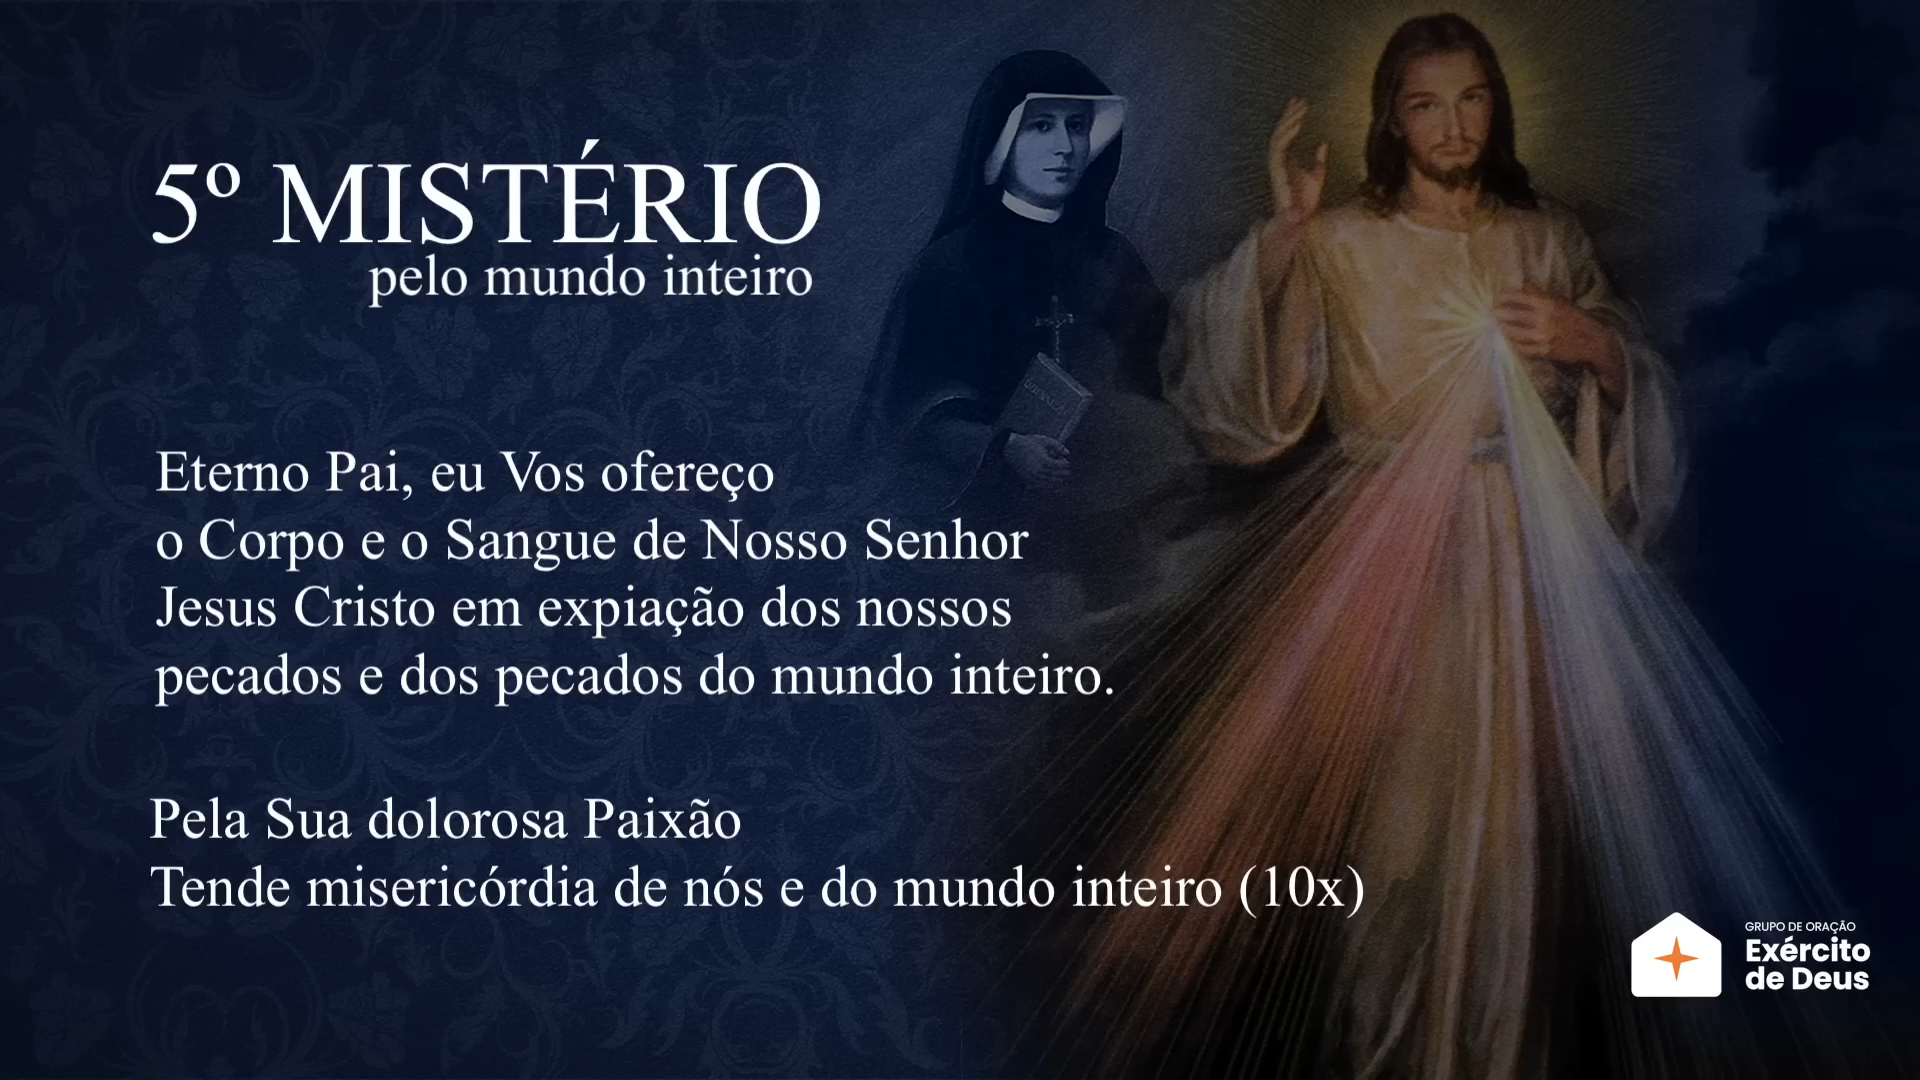 5º MISTÉRIO
pelo mundo inteiro
Eterno Pai, eu Vos ofereço
o Corpo e o Sangue de Nosso Senhor
Jesus Cristo em expiação dos nossos
pecados e dos pecados do mundo inteiro.
Pela Sua dolorosa Paixão
Tende misericórdia de nós e do mundo inteiro (10x)
GRUPO DE ORAÇÃO
Exército
de Deus